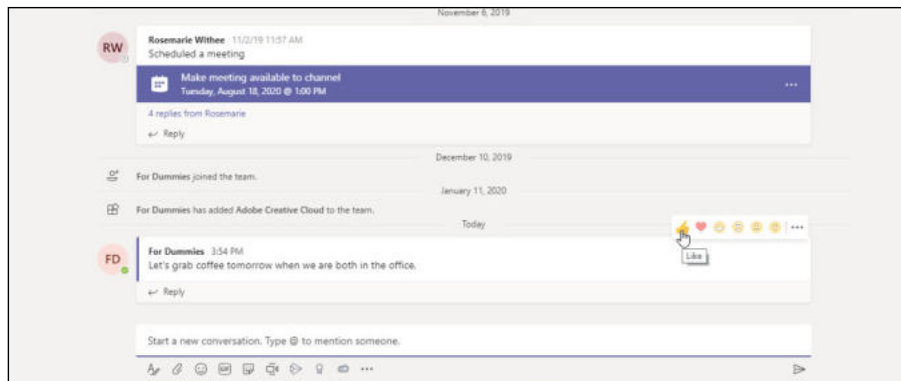 November 6, 2019
RW
Rosemarie Withee 11/2/19 11:57 AM
Scheduled a meeting
Make meeting available to channel
Tuesday, August 18, 2020 @ 1:00 PM
4 replies from Rosemarie
Reply
December 10, 2019
For Dummies joined the team.
January 11, 2020
For Dummies has added Adobe Creative Cloud to the team.
Today
Like
FD
For Dummies 3:54 PM
Let's grab coffee tomorrow when we are both in the office.
Reply
Start a new conversation. Type @ to mention someone.
GIF